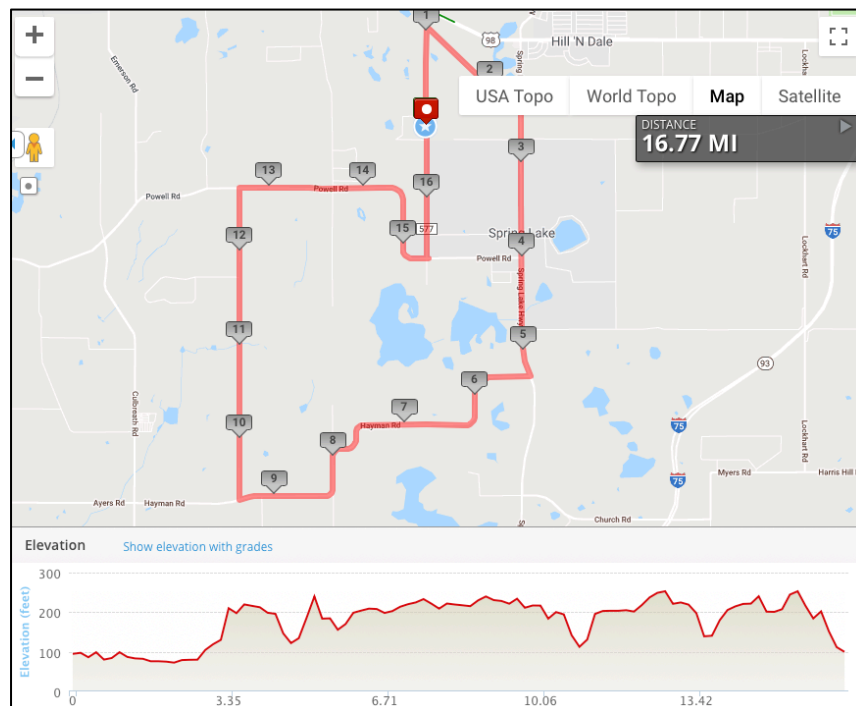 +
−
1
98
Hill 'N Dale
Emerson Rd
Spring
Lockhart
2
USA Topo World Topo Map Satellite
DISTANCE
16.77 MI
3
13 14 16
Powell Rd Powell Rd
15 577 Spring Lake
12 4
75
Powell Rd
Lockhart Rd
Spring Lake Hwy
11 5
93
6
7
Culbreath Rd
10 Hayman Rd
8
75
Lockhart Rd
9
75
Myers Rd Harris Hill
Ayers Rd Hayman Rd
Church Rd
Elevation Show elevation with grades
Elevation (feet)
300
200
100
0
0 3.35 6.71 10.06 13.42